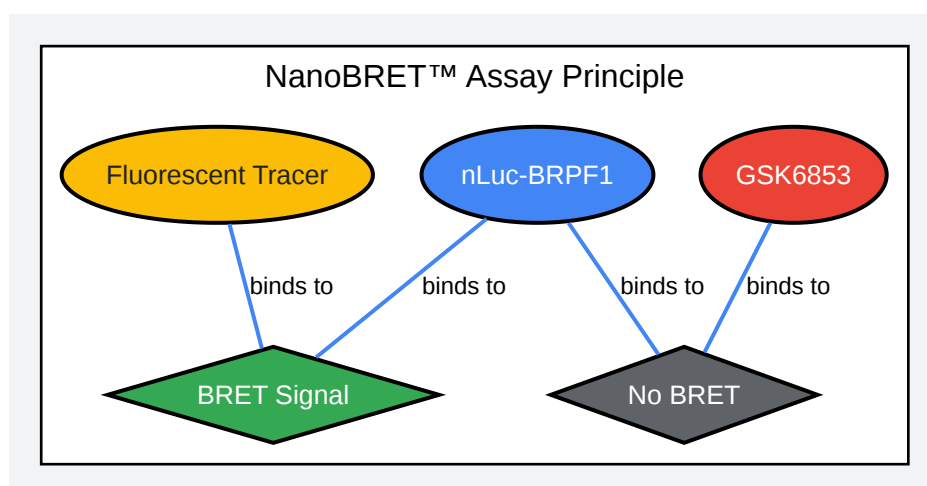 NanoBRET™ Assay Principle
Fluorescent Tracer
nLuc-BRPF1
GSK6853
binds to
binds to
binds to
binds to
BRET Signal
No BRET